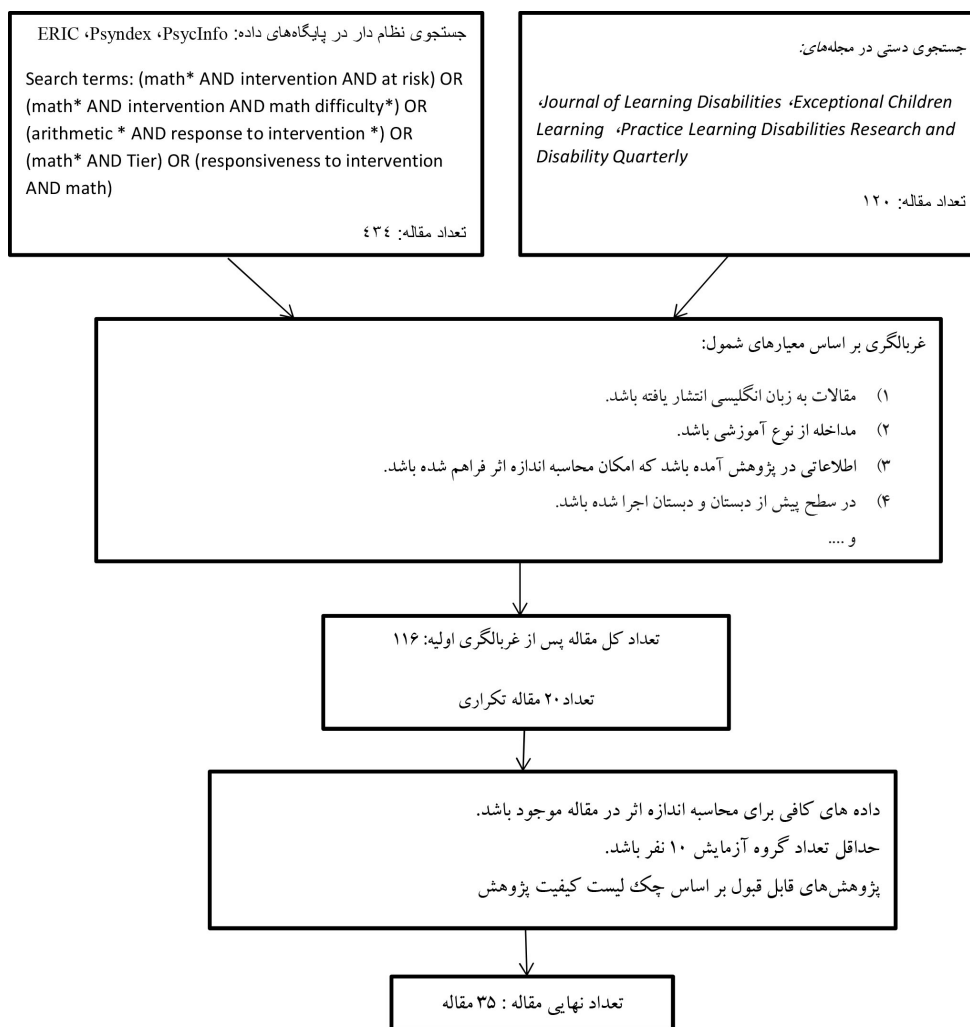 جستجوی نظام دار در پایگاه‌های داده: PsycInfo، Psyndex، ERIC
Search terms: (math* AND intervention AND at risk) OR
(math* AND intervention AND math difficulty*) OR
(arithmetic * AND response to intervention *) OR
(math* AND Tier) OR (responsiveness to intervention
AND math)
تعداد مقاله: ٤٣٤
جستجوی دستی در مجله‌های:
،Journal of Learning Disabilities ،Exceptional Children
Learning ،Practice Learning Disabilities Research and
Disability Quarterly
تعداد مقاله: ۱۲۰
غربالگری بر اساس معیارهای شمول:
۱) مقالات به زبان انگلیسی انتشار یافته باشد.
۲) مداخله از نوع آموزشی باشد.
۳) اطلاعاتی در پژوهش آمده باشد که امکان محاسبه اندازه اثر فراهم شده باشد.
۴) در سطح پیش از دبستان و دبستان اجرا شده باشد.
و ....
تعداد کل مقاله پس از غربالگری اولیه: ۱۱۶
تعداد ۲۰ مقاله تکراری
داده های کافی برای محاسبه اندازه اثر در مقاله موجود باشد.
حداقل تعداد گروه آزمایش ۱۰ نفر باشد.
پژوهش‌های قابل قبول بر اساس چک لیست کیفیت پژوهش
تعداد نهایی مقاله : ۳۵ مقاله